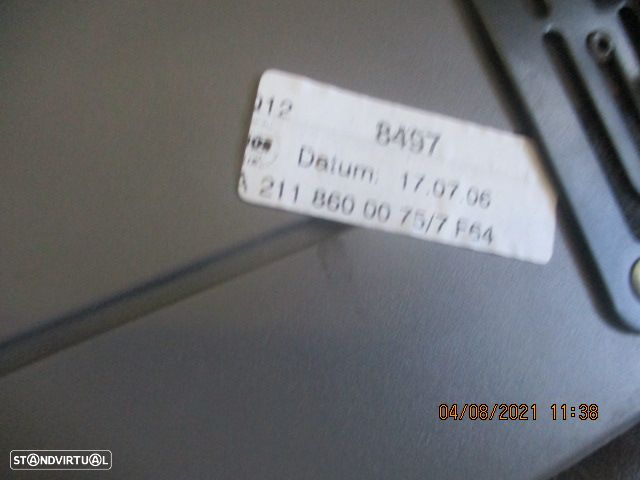 012
8497
Datum: 17.07.06
A 211 860 00 75/7 F64
04/08/2021 11:38
STANDVIRTUAL